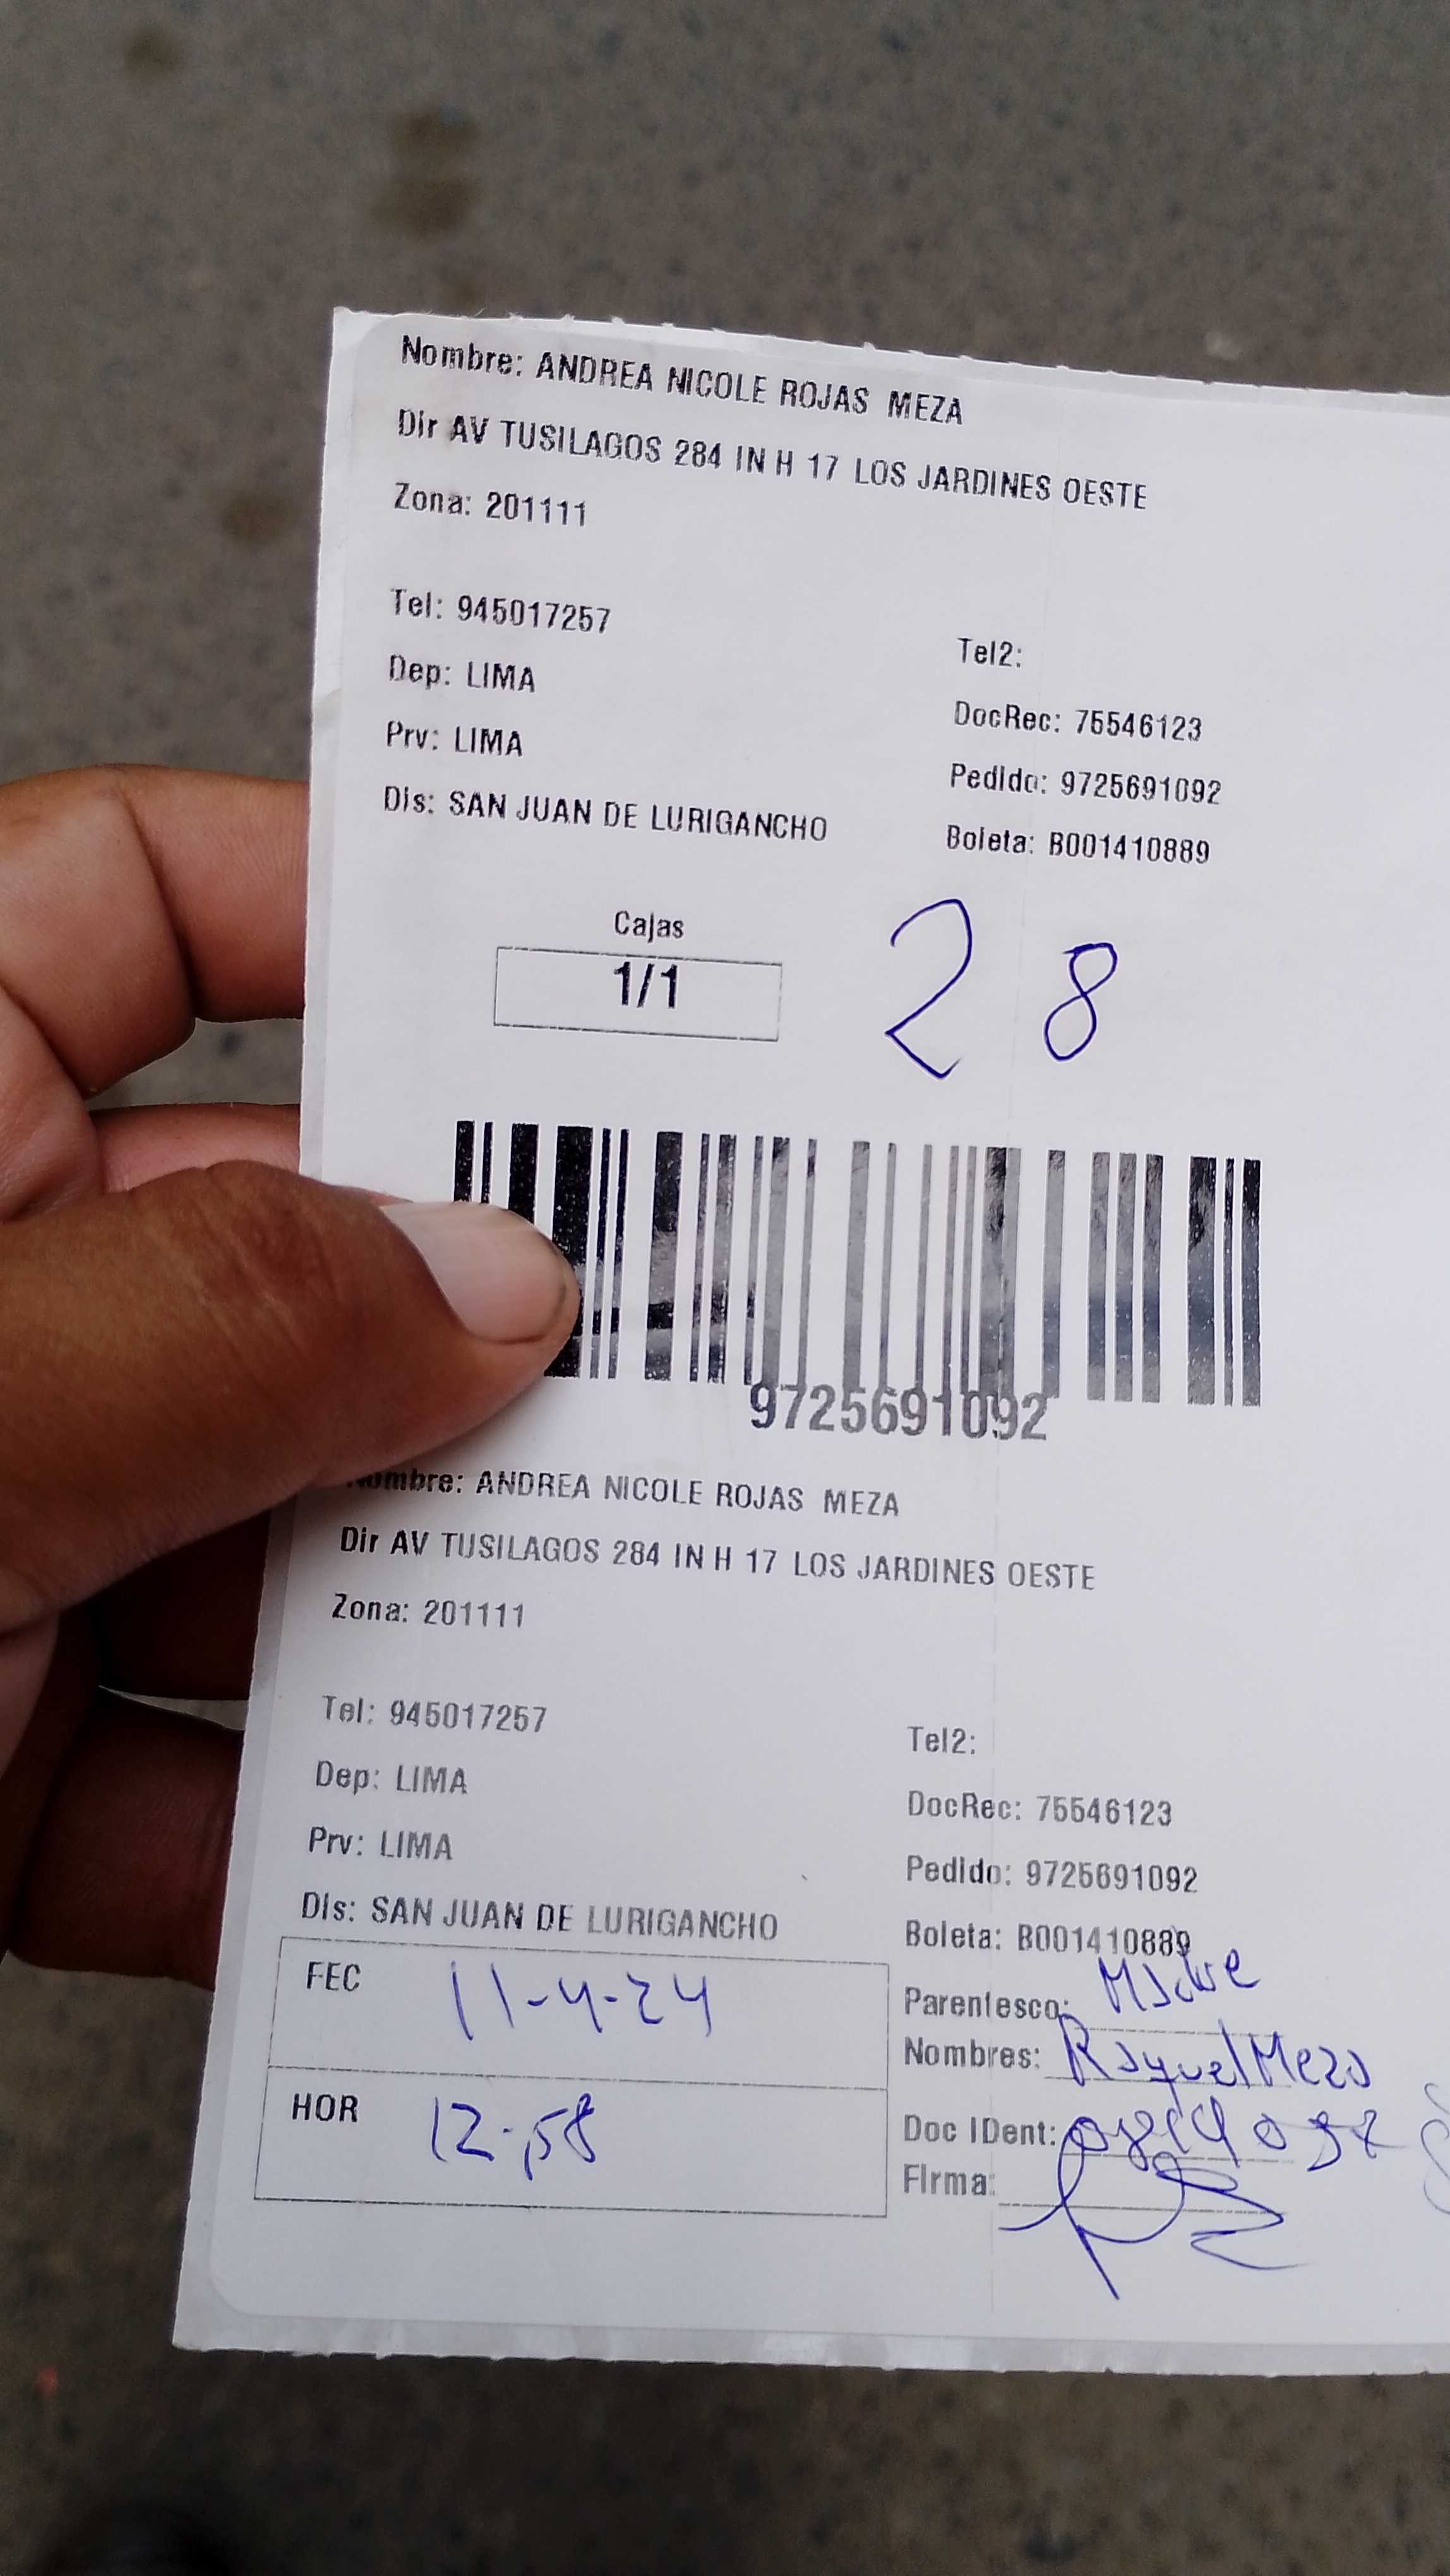 Nombre: ANDREA NICOLE ROJAS MEZA
Dir AV TUSILAGOS 284 IN H 17 LOS JARDINES OESTE
Zona: 201111
Tel: 945017257
Tel2:
Dep: LIMA
DocRec: 75546123
Prv: LIMA
Pedido: 9725691092
Dis: SAN JUAN DE LURIGANCHO
Boleta: B001410889
Cajas
1/1
28
9725691092
Nombre: ANDREA NICOLE ROJAS MEZA
Dir AV TUSILAGOS 284 IN H 17 LOS JARDINES OESTE
Zona: 201111
Tel: 945017257
Tel2:
Dep: LIMA
DocRec: 75546123
Prv: LIMA
Pedido: 9725691092
Dis: SAN JUAN DE LURIGANCHO
Boleta: B001410889
FEC 11-4-24
Parentesco: Madre
Nombres: Raquel Meza
HOR 12:58
Doc IDent:
Firma: